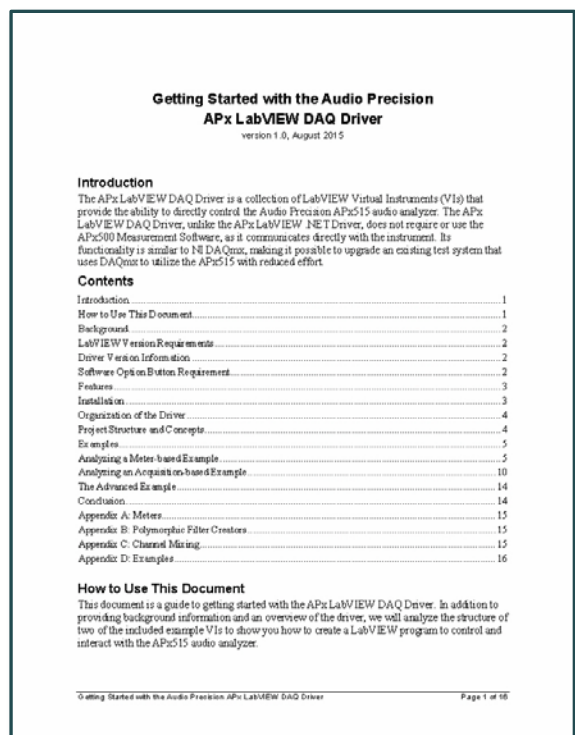 Getting Started with the Audio Precision
APx LabVIEW DAQ Driver
version 1.0, August 2015
Introduction
The APx LabVIEW DAQ Driver is a collection of LabVIEW Virtual Instruments (VIs) that
provide the ability to directly control the Audio Precision APx515 audio analyzer. The APx
LabVIEW DAQ Driver, unlike the APx LabVIEW .NET Driver, does not require or use the
APx500 Measurement Software, as it communicates directly with the instrument. Its
functionality is similar to NI DAQmx, making it possible to upgrade an existing test system that
uses DAQmx to utilize the APx515 with reduced effort.
Contents
Introduction.....1
How to Use This Document.....1
Background.....2
LabVIEW Version Requirements.....2
Driver Version Information.....2
Software Option Button Requirement.....2
Features.....3
Installation.....3
Organization of the Driver.....4
Project Structure and Concepts.....4
Examples.....5
Analyzing a Meter-based Example.....5
Analyzing an Acquisition-based Example.....10
The Advanced Example.....14
Conclusion.....14
Appendix A: Meters.....15
Appendix B: Polymorphic Filter Creators.....15
Appendix C: Channel Mixing.....15
Appendix D: Examples.....16
How to Use This Document
This document is a guide to getting started with the APx LabVIEW DAQ Driver. In addition to
providing background information and an overview of the driver, we will analyze the structure of
two of the included example VIs to show you how to create a LabVIEW program to control and
interact with the APx515 audio analyzer.
Getting Started with the Audio Precision APx LabVIEW DAQ Driver Page 1 of 16